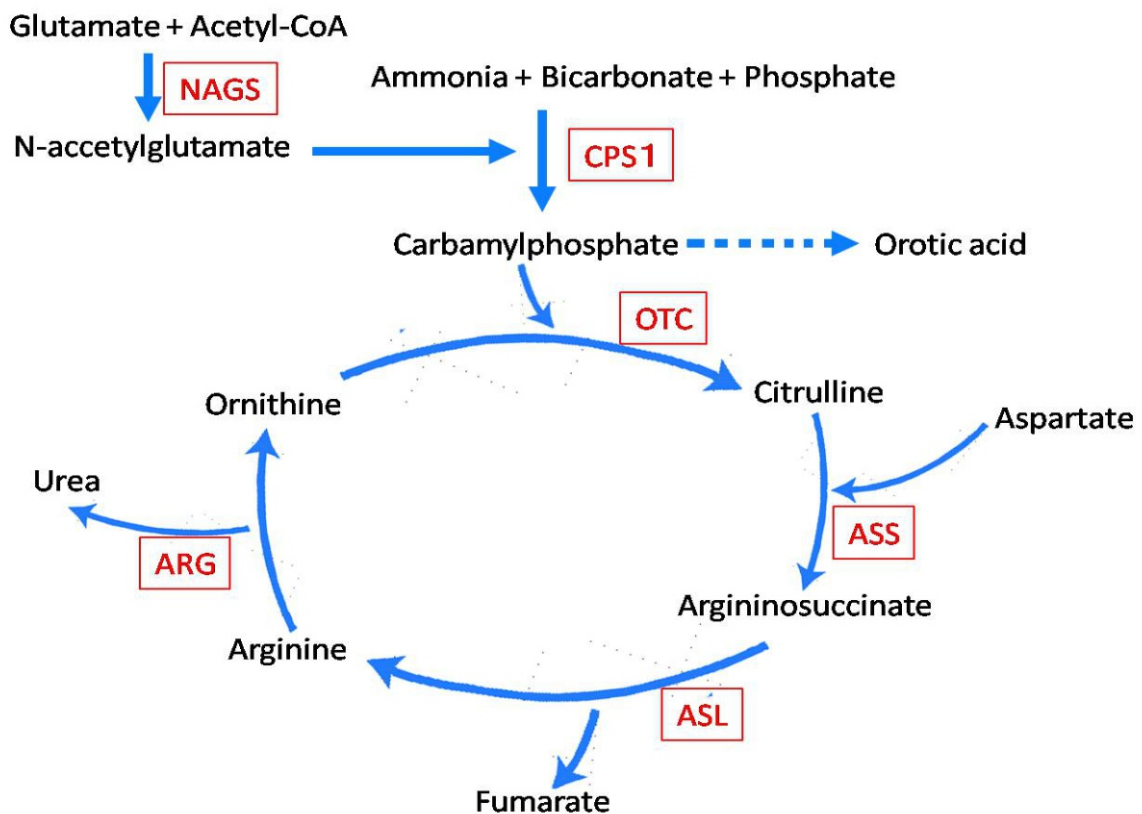 Glutamate + Acetyl-CoA
NAGS
Ammonia + Bicarbonate + Phosphate
N-accetylglutamate
CPS1
Carbamylphosphate
Orotic acid
OTC
Ornithine
Citrulline
Aspartate
Urea
ARG
ASS
Argininosuccinate
Arginine
ASL
Fumarate